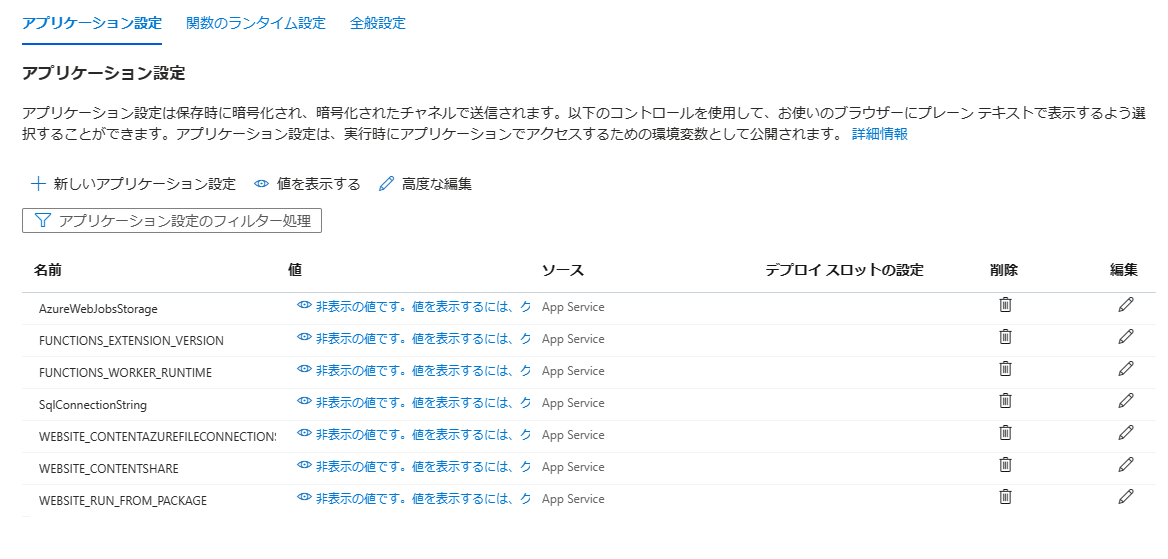 アプリケーション設定 関数のランタイム設定 全般設定
アプリケーション設定
アプリケーション設定は保存時に暗号化され、暗号化されたチャネルで送信されます。以下のコントロールを使用して、お使いのブラウザーにプレーン テキストで表示するよう選
択することができます。アプリケーション設定は、実行時にアプリケーションでアクセスするための環境変数として公開されます。 詳細情報
新しいアプリケーション設定 値を表示する 高度な編集
アプリケーション設定のフィルター処理
名前 値 ソース デプロイ スロットの設定 削除 編集
AzureWebJobsStorage 非表示の値です。値を表示するには、ク App Service
FUNCTIONS_EXTENSION_VERSION 非表示の値です。値を表示するには、ク App Service
FUNCTIONS_WORKER_RUNTIME 非表示の値です。値を表示するには、ク App Service
SqlConnectionString 非表示の値です。値を表示するには、ク App Service
WEBSITE_CONTENTAZUREFILECONNECTIONS 非表示の値です。値を表示するには、ク App Service
WEBSITE_CONTENTSHARE 非表示の値です。値を表示するには、ク App Service
WEBSITE_RUN_FROM_PACKAGE 非表示の値です。値を表示するには、ク App Service